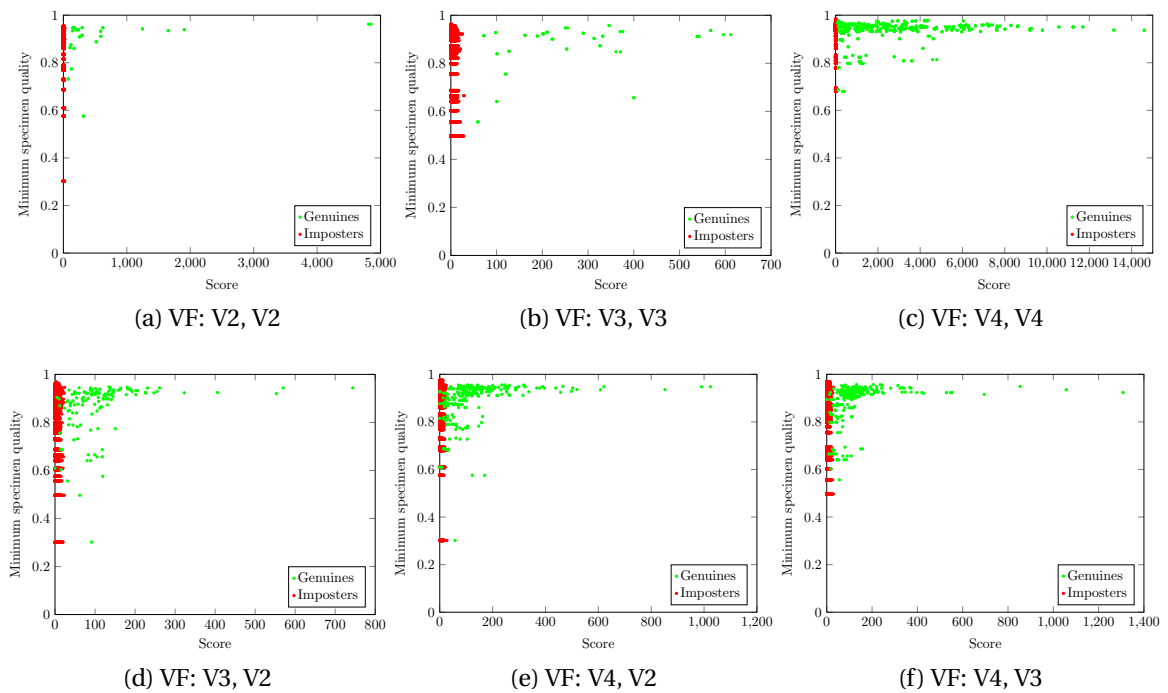 1
0.8
0.6
0.4
0.2
0
Minimum specimen quality
0 1,000 2,000 3,000 4,000 5,000
Score
Genuines
Imposters
(a) VF: V2, V2
1
0.8
0.6
0.4
0.2
0
Minimum specimen quality
0 100 200 300 400 500 600 700
Score
Genuines
Imposters
(b) VF: V3, V3
1
0.8
0.6
0.4
0.2
0
Minimum specimen quality
0 2,000 4,000 6,000 8,000 10,000 12,000 14,000
Score
Genuines
Imposters
(c) VF: V4, V4
1
0.8
0.6
0.4
0.2
0
Minimum specimen quality
0 100 200 300 400 500 600 700 800
Score
Genuines
Imposters
(d) VF: V3, V2
1
0.8
0.6
0.4
0.2
0
Minimum specimen quality
0 200 400 600 800 1,000 1,200
Score
Genuines
Imposters
(e) VF: V4, V2
1
0.8
0.6
0.4
0.2
0
Minimum specimen quality
0 200 400 600 800 1,000 1,200 1,400
Score
Genuines
Imposters
(f) VF: V4, V3